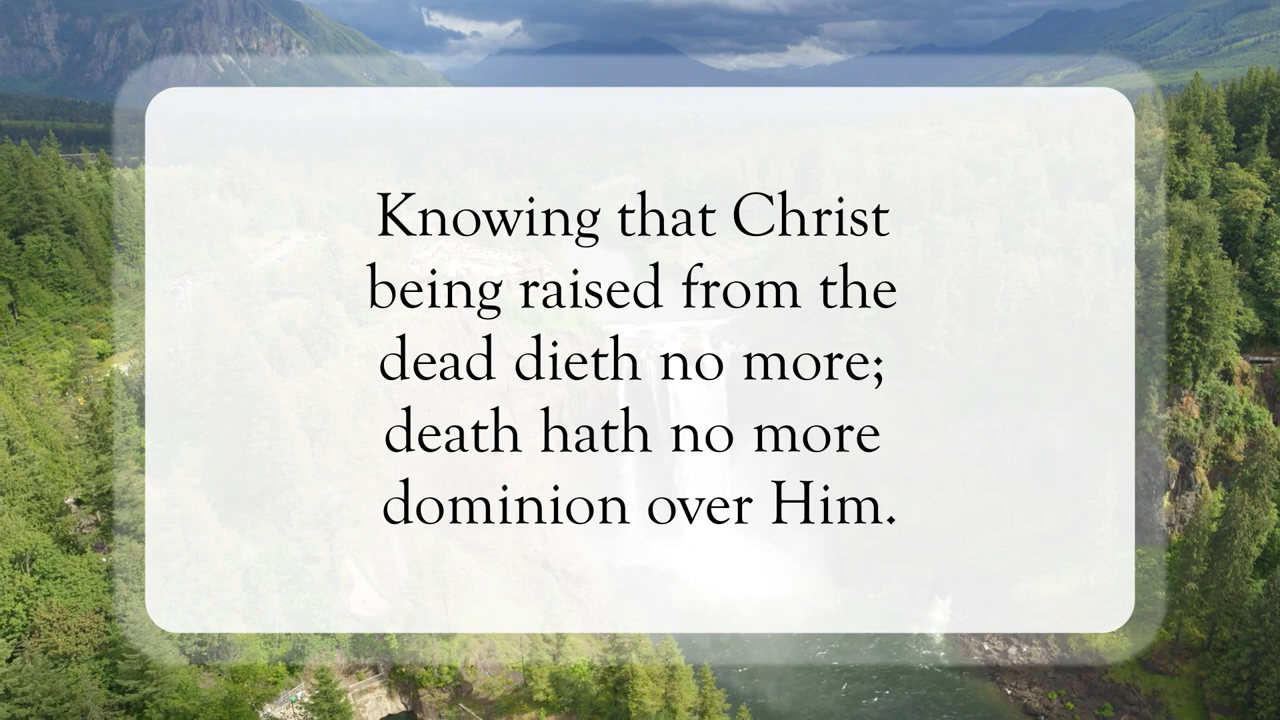 Knowing that Christ
being raised from the
dead dieth no more;
death hath no more
dominion over Him.